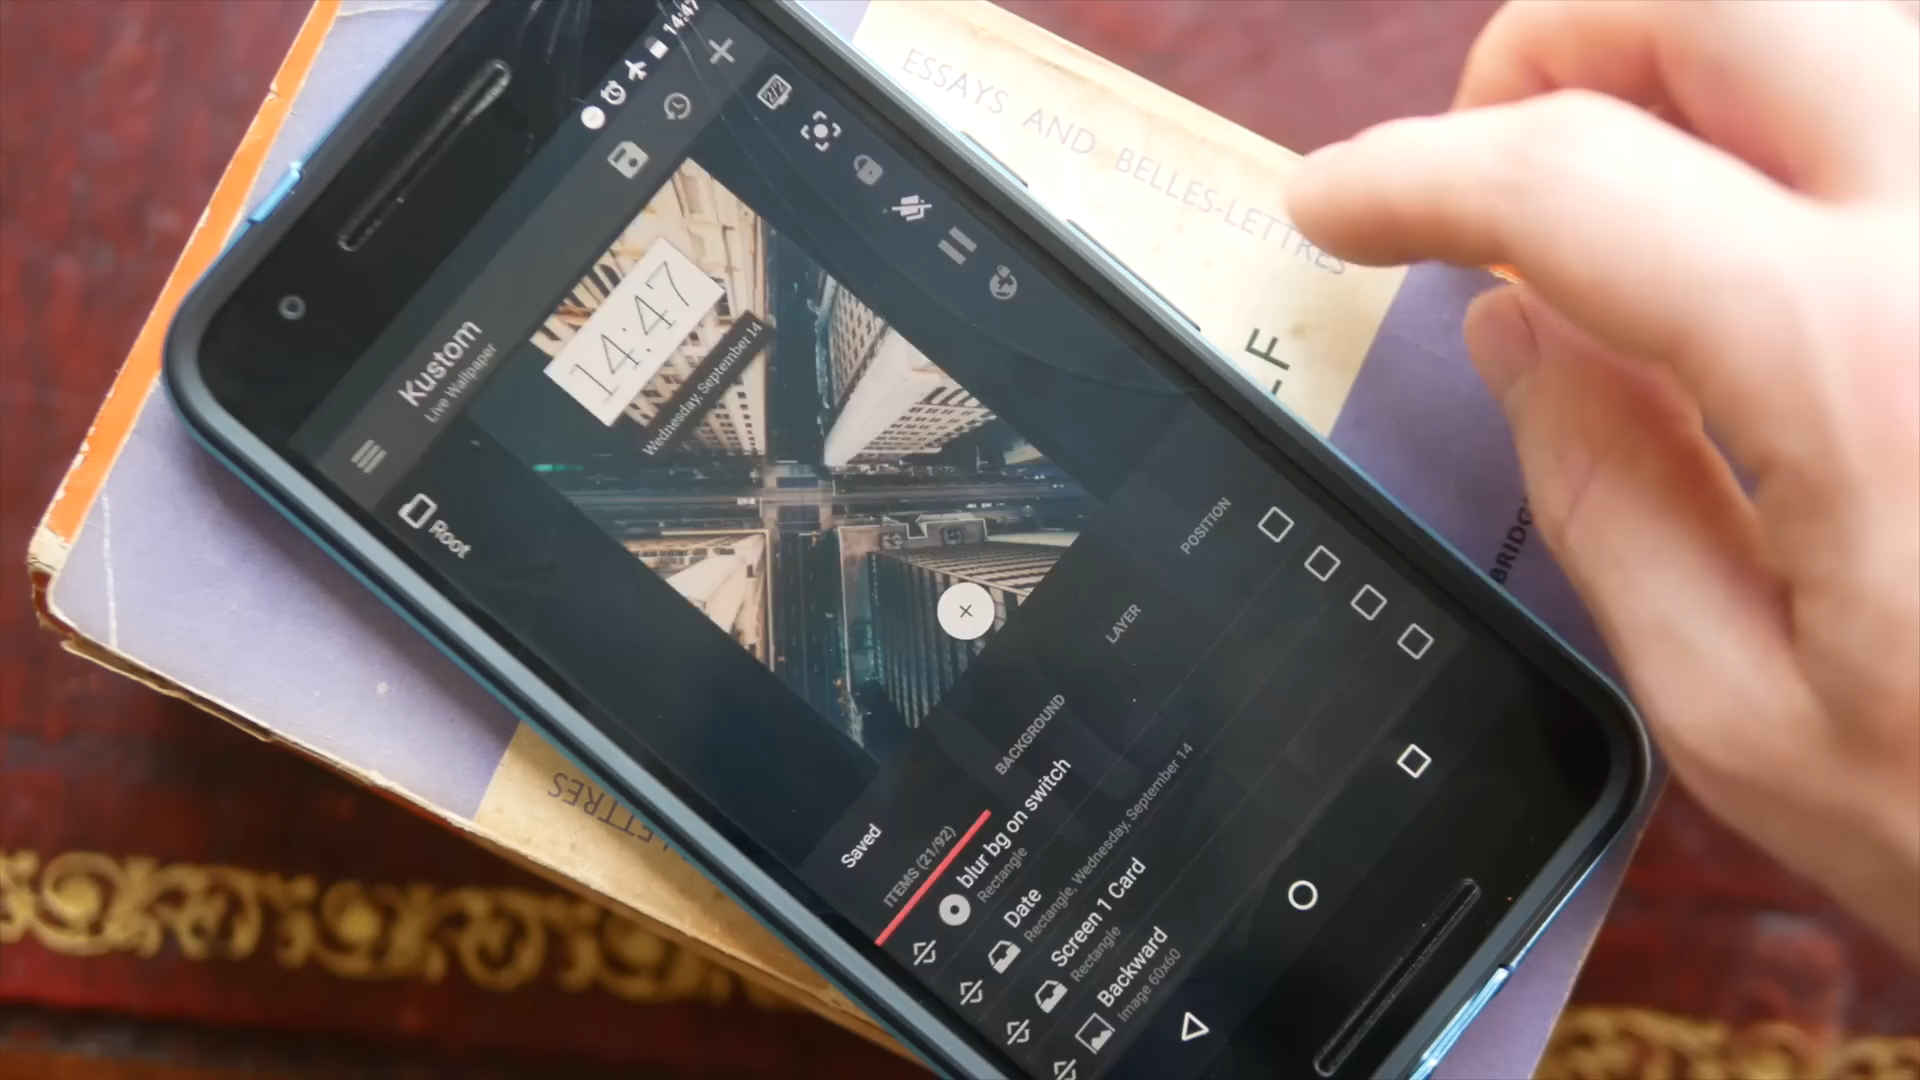 ESSAYS AND BELLES-LETTRES
14:47
Kustom
Live Wallpaper
14:47
Wednesday, September 14
Root
Saved
ITEMS (21/92)
BACKGROUND
LAYER
POSITION
blur bg on switch
Rectangle
Date
Rectangle, Wednesday, September 14
Screen 1 Card
Rectangle
Backward
Image 60x60
LETTRES